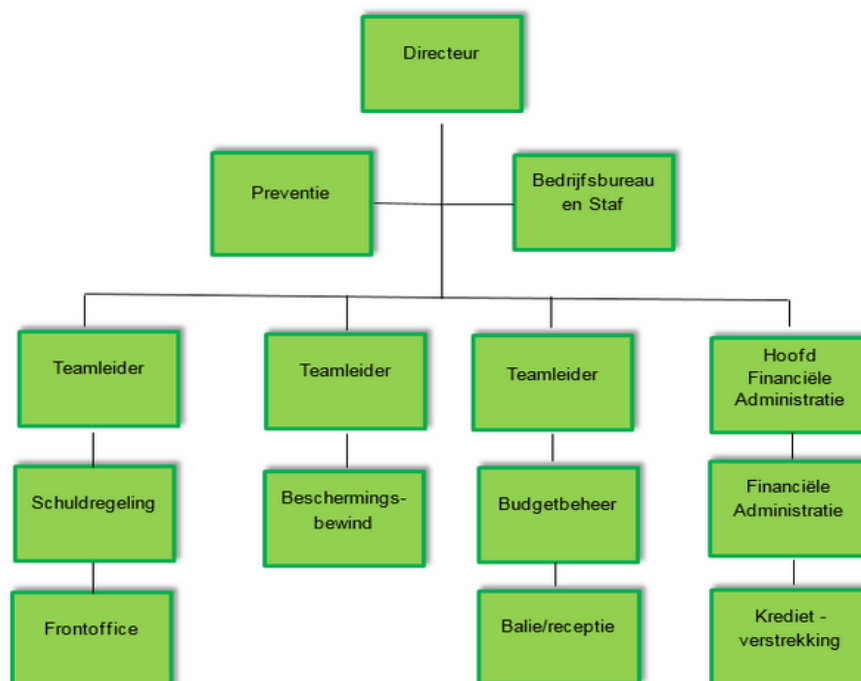 Directeur
Preventie
Bedrijfsbureau
en Staf
Teamleider
Teamleider
Teamleider
Hoofd
Financiële
Administratie
Schuldregeling
Beschermings-
bewind
Budgetbeheer
Financiële
Administratie
Frontoffice
Balie/receptie
Krediet -
verstrekking